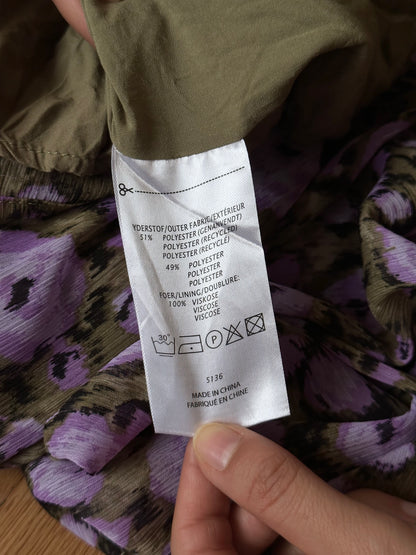 YDERSTOF/OUTER FABRIC/EXTÉRIEUR
51% POLYESTER (GENANVENDT)
POLYESTER (RECYCLED)
POLYESTER (RECYCLÉ)
49% POLYESTER
POLYESTER
POLYESTER
FOER/LINING/DOUBLURE:
100% VISKOSE
VISCOSE
VISCOSE
30°
P
5136
MADE IN CHINA
FABRIQUÉ EN CHINE